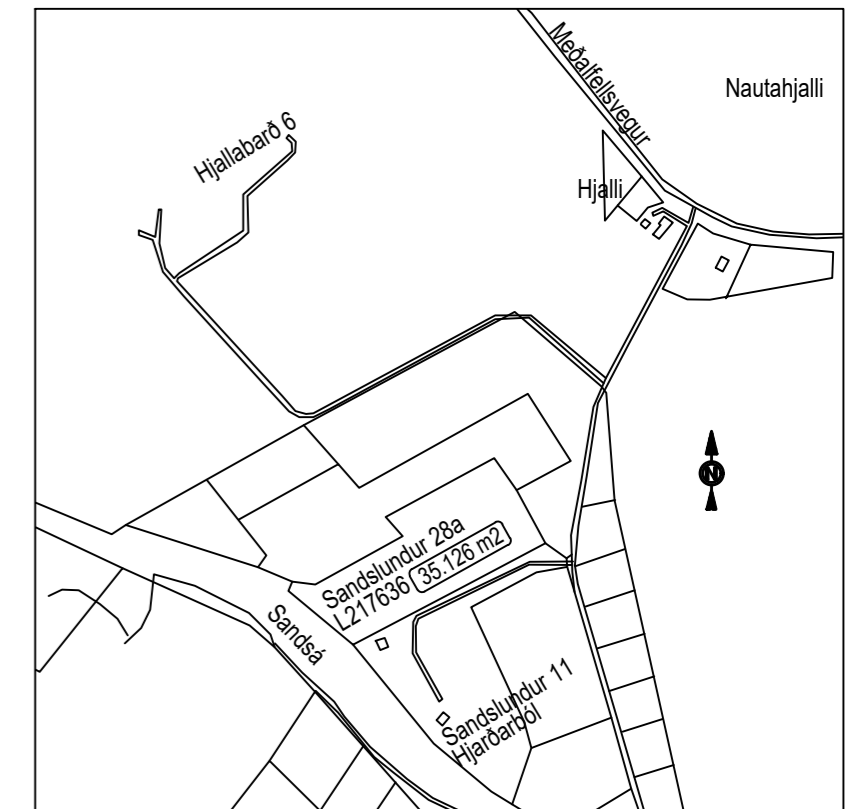 Meðalfellsvegur
Nautahjalli
Hjallabarð 6
Hjalli
N
Sandslundur 28a
L217636 35.126 m2
Sandsá
Sandslundur 11
Hjarðarból